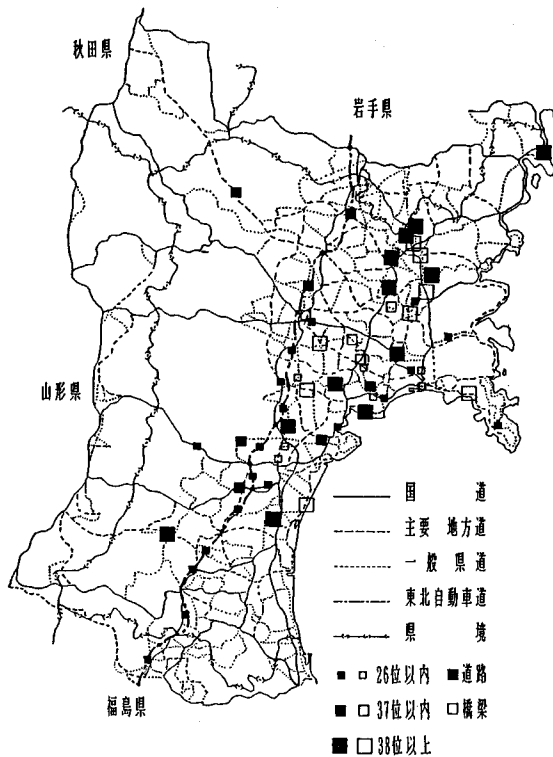 秋田県
岩手県
山形県
国 道
主要 地方道
一般 県道
東北自動車道
県 境
26位以内 道路
37位以内 橋梁
38位以上
福島県